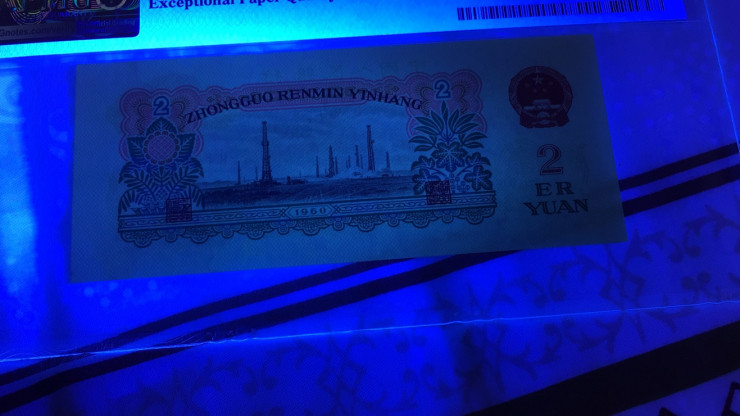 Exceptional Paper
2
2
ZHONGGUO RENMIN YINHANG
2
ER
YUAN
1960